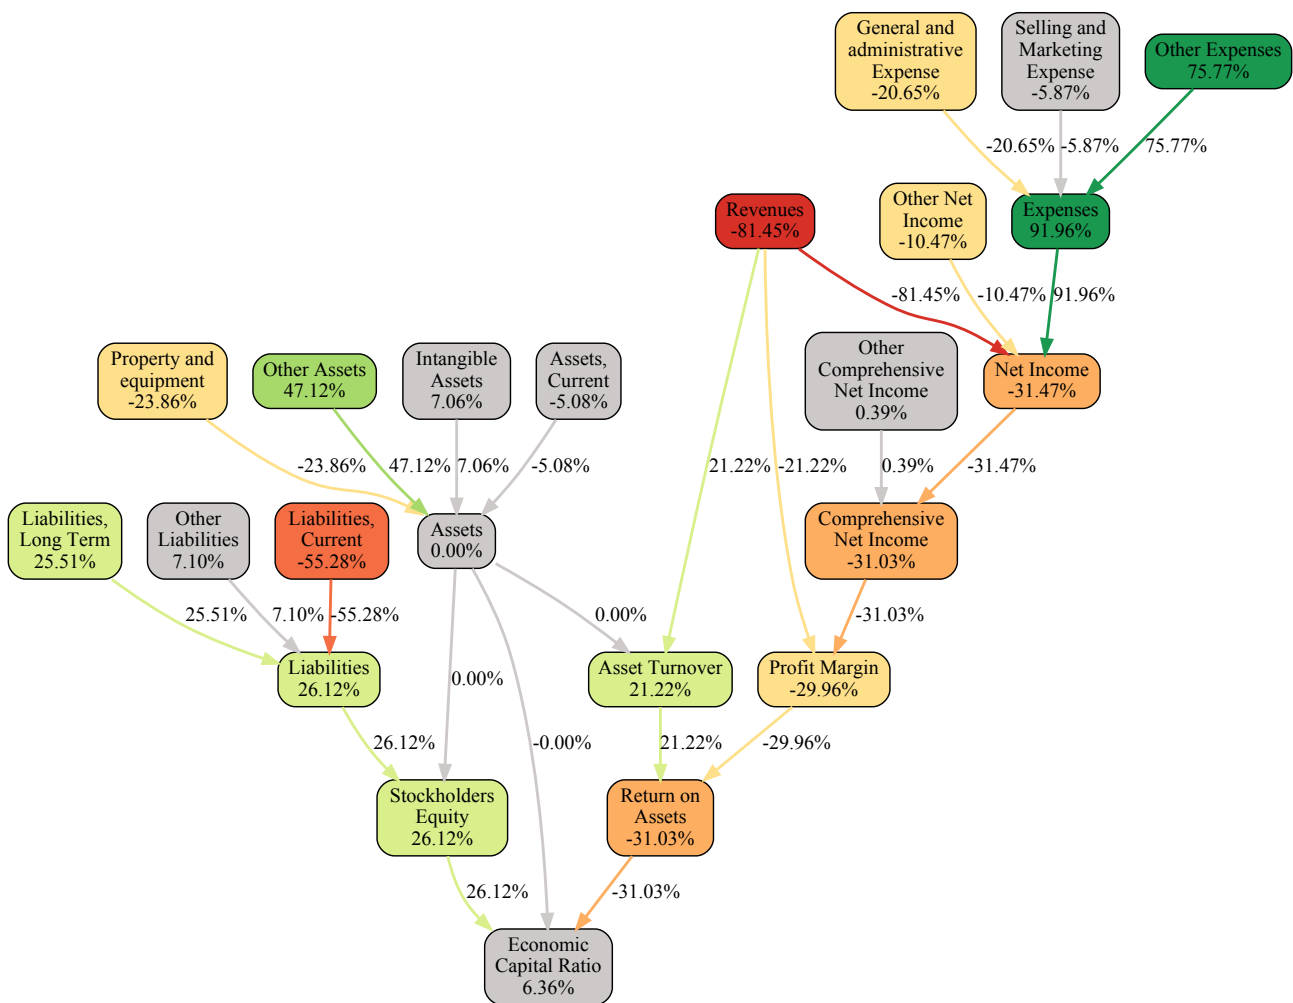 General and
administrative
Expense
-20.65%
Selling and
Marketing
Expense
-5.87%
Other Expenses
75.77%
-20.65%
-5.87%
75.77%
Revenues
-81.45%
Other Net
Income
-10.47%
Expenses
91.96%
-81.45%
-10.47%
91.96%
Property and
equipment
-23.86%
Other Assets
47.12%
Intangible
Assets
7.06%
Assets,
Current
-5.08%
Other
Comprehensive
Net Income
0.39%
Net Income
-31.47%
-23.86%
47.12%
7.06%
-5.08%
21.22%
-21.22%
0.39%
-31.47%
Liabilities,
Long Term
25.51%
Other
Liabilities
7.10%
Liabilities,
Current
-55.28%
Assets
0.00%
Comprehensive
Net Income
-31.03%
25.51%
7.10%
-55.28%
0.00%
-31.03%
Liabilities
26.12%
0.00%
Asset Turnover
21.22%
Profit Margin
-29.96%
26.12%
-0.00%
21.22%
-29.96%
Stockholders
Equity
26.12%
Return on
Assets
-31.03%
26.12%
-31.03%
Economic
Capital Ratio
6.36%